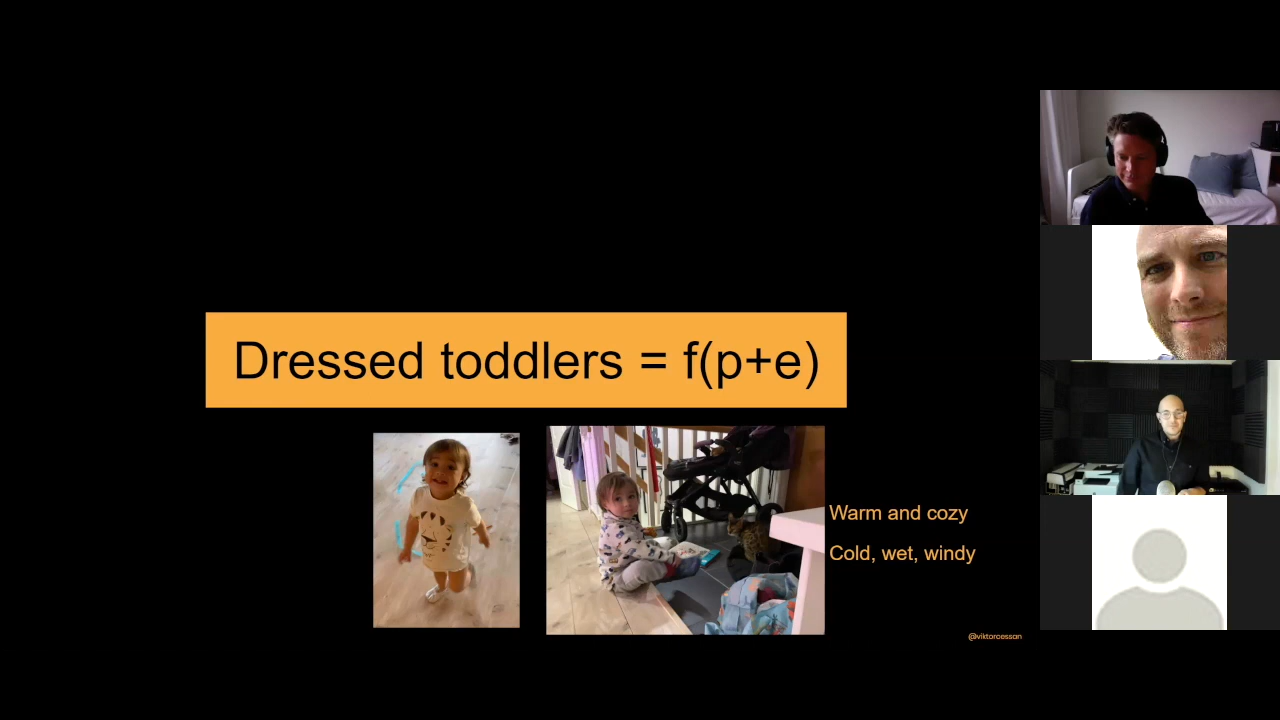 Dressed toddlers = f(p+e)
Warm and cozy
Cold, wet, windy
@viktorcessan